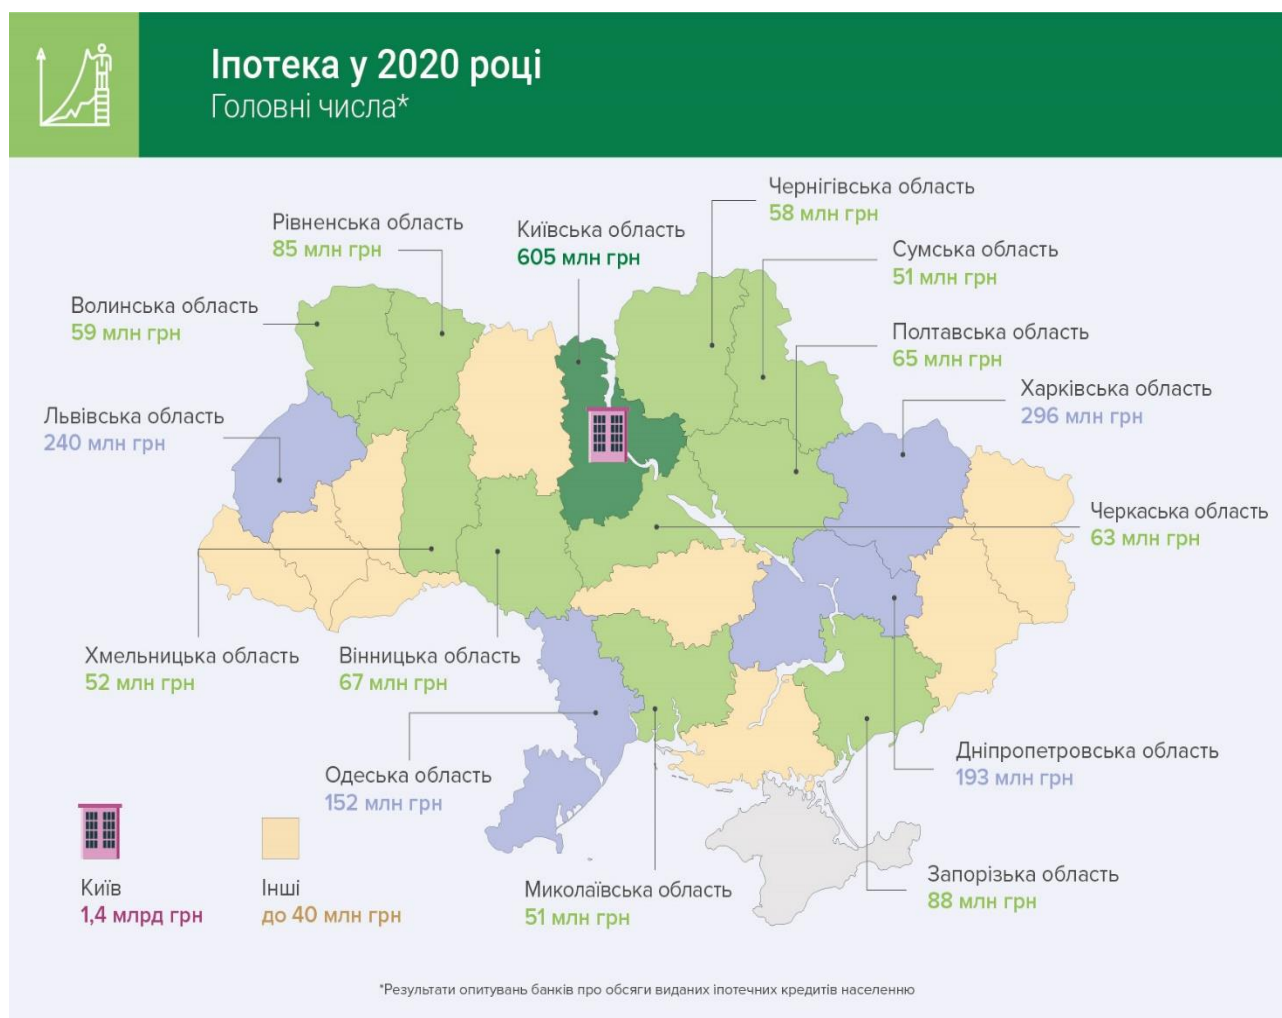 Іпотека у 2020 році
Головні числа*
Чернігівська область
58 млн грн
Рівненська область
85 млн грн
Київська область
605 млн грн
Сумська область
51 млн грн
Волинська область
59 млн грн
Полтавська область
65 млн грн
Харківська область
296 млн грн
Львівська область
240 млн грн
Черкаська область
63 млн грн
Хмельницька область
52 млн грн
Вінницька область
67 млн грн
Одеська область
152 млн грн
Дніпропетровська область
193 млн грн
Запорізька область
88 млн грн
Миколаївська область
51 млн грн
Київ
1,4 млрд грн
Інші
до 40 млн грн
*Результати опитувань банків про обсяги виданих іпотечних кредитів населенню